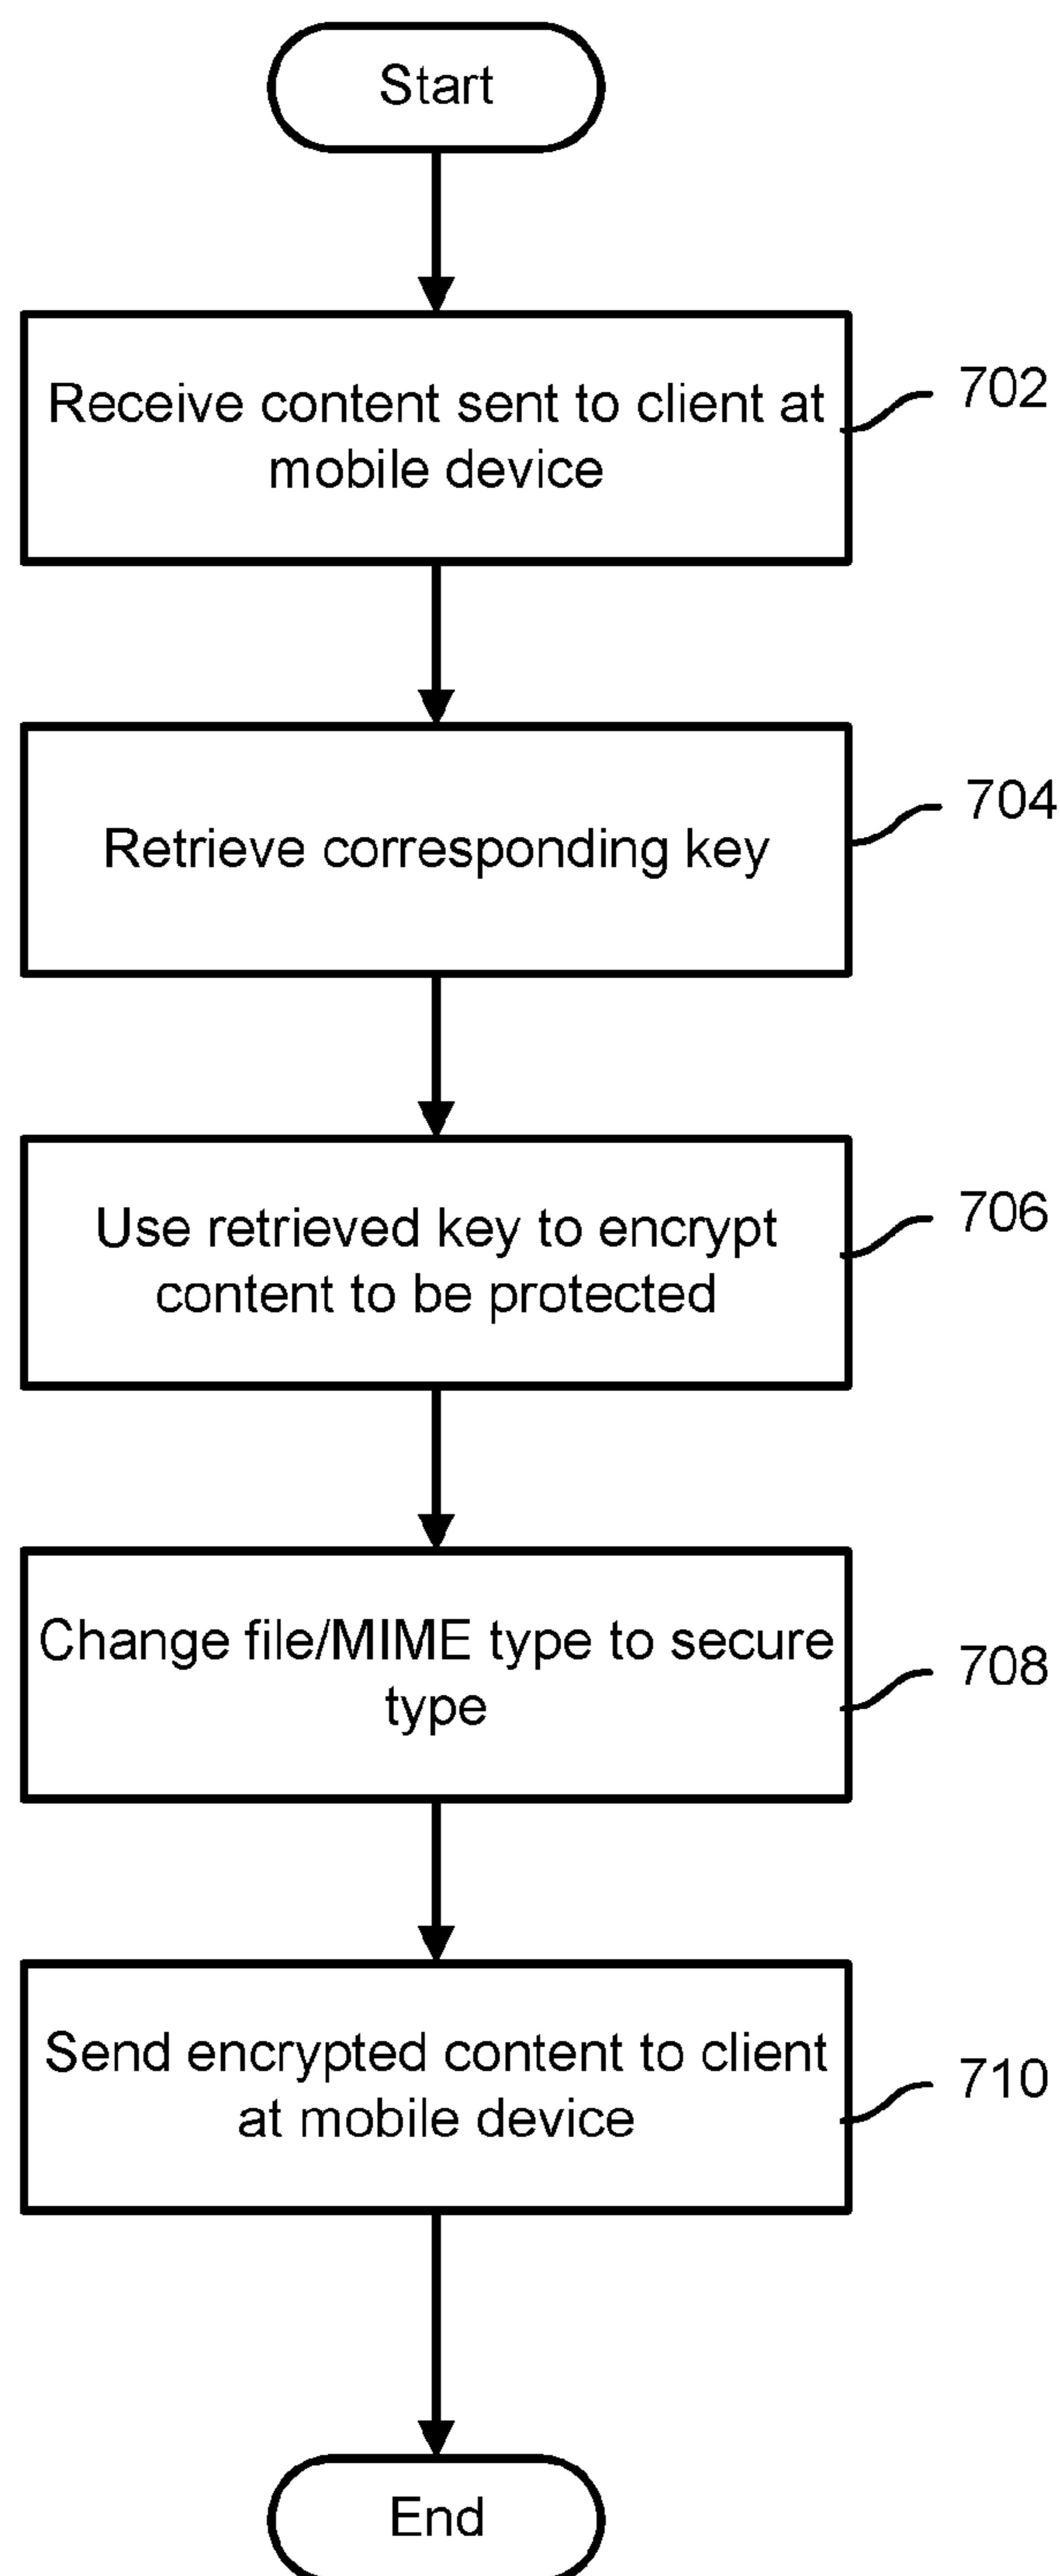 Start
Receive content sent to client at
mobile device
702
Retrieve corresponding key
704
Use retrieved key to encrypt
content to be protected
706
Change file/MIME type to secure
type
708
Send encrypted content to client
at mobile device
710
End